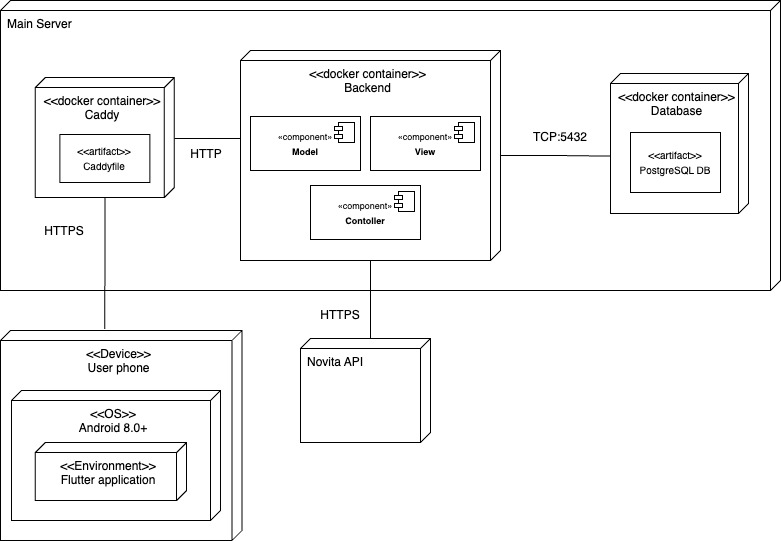 Main Server
<<docker container>>
Caddy
<<artifact>>
Caddyfile
HTTP
<<docker container>>
Backend
«component»
Model
«component»
View
«component»
Contoller
TCP:5432
<<docker container>>
Database
<<artifact>>
PostgreSQL DB
HTTPS
HTTPS
<<Device>>
User phone
<<OS>>
Android 8.0+
<<Environment>>
Flutter application
Novita API